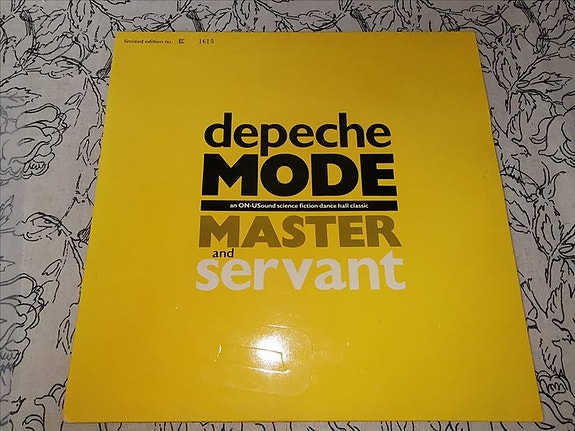 limited edition no. E 1615
depeche
MODE
an ON-USound science fiction dance hall classic
MASTER
and
servant